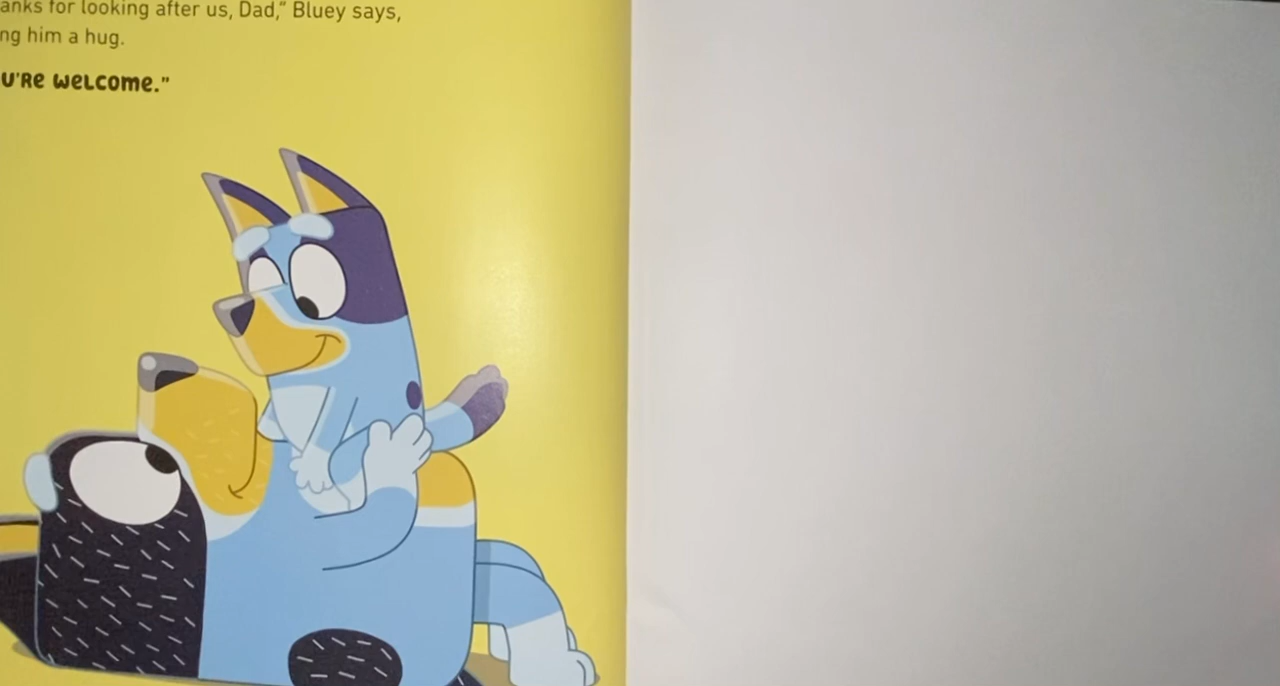 anks for looking after us, Dad,” Bluey says,
ng him a hug.
U'Re weLcome.”